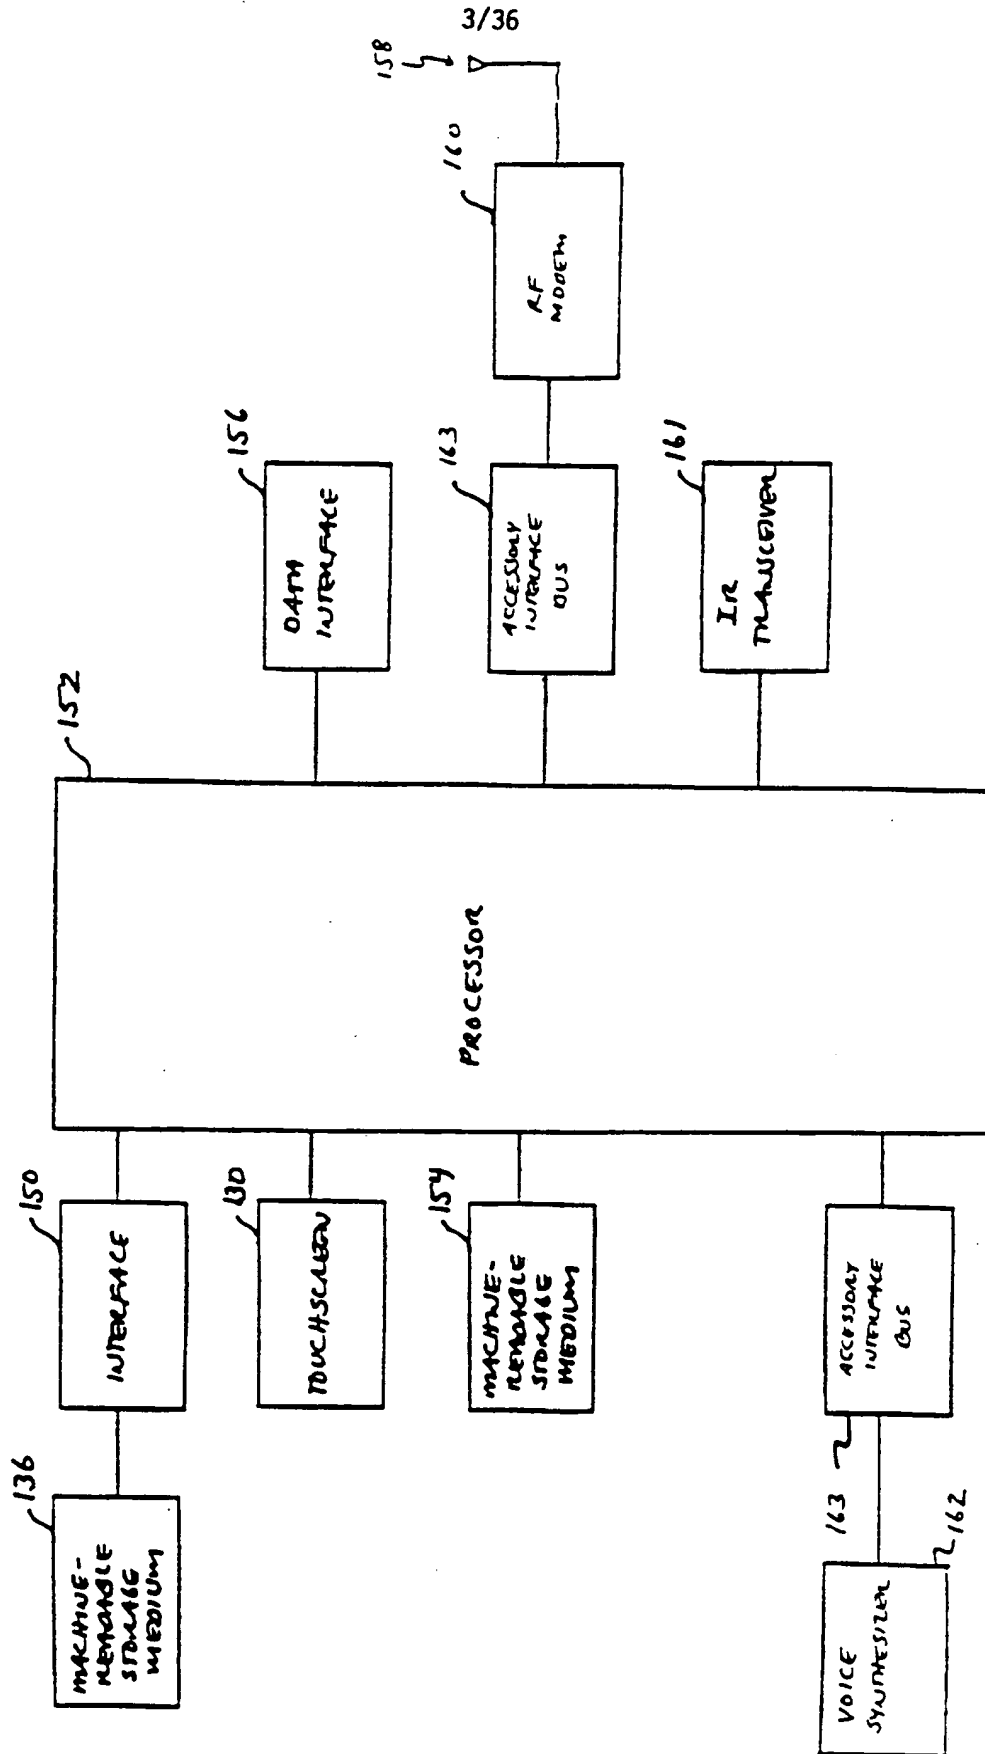 3/36
158
160
RF
MODEM
156
DATA
INTERFACE
163
ACCESSORY
INTERFACE
BUS
161
IR
TRANSCEIVER
152
PROCESSOR
150
INTERFACE
130
TOUCHSCREEN
154
MACHINE-
READABLE
STORAGE
MEDIUM
ACCESSORY
INTERFACE
BUS
136
MACHINE-
READABLE
STORAGE
MEDIUM
163
162
VOICE
SYNTHESIZER